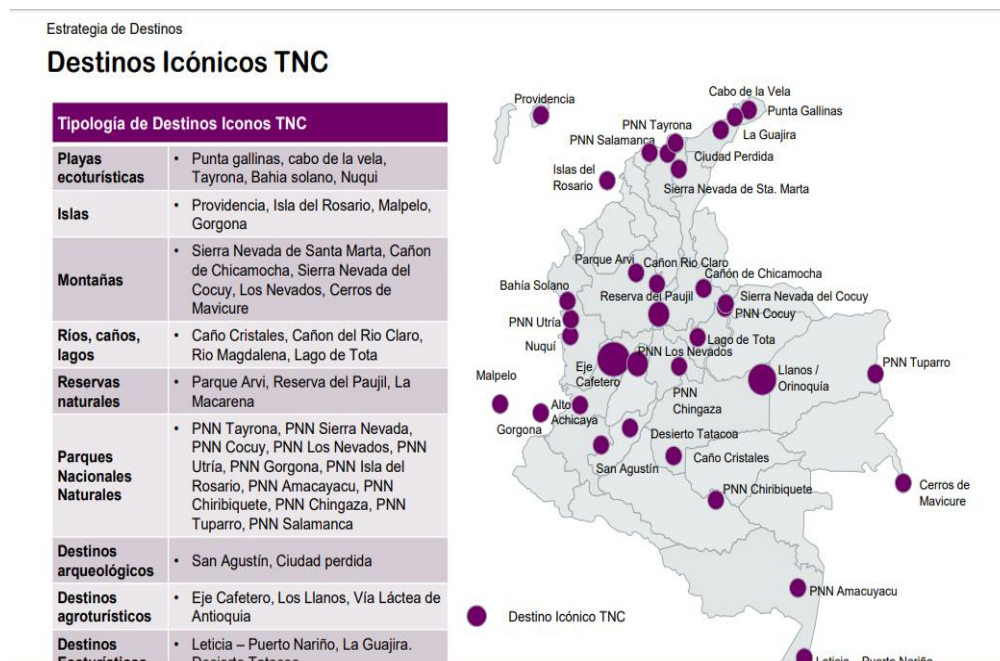 Estrategia de Destinos
Destinos Icónicos TNC
Tipología de Destinos Iconos TNC
Playas
ecoturísticas
• Punta gallinas, cabo de la vela,
Tayrona, Bahia solano, Nuqui
Islas
• Providencia, Isla del Rosario, Malpelo,
Gorgona
Montañas
• Sierra Nevada de Santa Marta, Cañon
de Chicamocha, Sierra Nevada del
Cocuy, Los Nevados, Cerros de
Mavicure
Ríos, caños,
lagos
• Caño Cristales, Cañon del Rio Claro,
Rio Magdalena, Lago de Tota
Reservas
naturales
• Parque Arvi, Reserva del Paujil, La
Macarena
Parques
Nacionales
Naturales
• PNN Tayrona, PNN Sierra Nevada,
PNN Cocuy, PNN Los Nevados, PNN
Utría, PNN Gorgona, PNN Isla del
Rosario, PNN Amacayacu, PNN
Chiribiquete, PNN Chingaza, PNN
Tuparro, PNN Salamanca
Destinos
arqueológicos
• San Agustín, Ciudad perdida
Destinos
agroturísticos
• Eje Cafetero, Los Llanos, Vía Láctea de
Antioquia
Destinos
• Leticia – Puerto Nariño, La Guajira.
Providencia
Cabo de la Vela
Punta Gallinas
PNN Tayrona
La Guajira
PNN Salamanca
Ciudad Perdida
Islas del
Rosario
Sierra Nevada de Sta. Marta
Parque Arvi
Cañon Rio Claro
Cañón de Chicamocha
Bahía Solano
Reserva del Paujil
Sierra Nevada del Cocuy
PNN Cocuy
PNN Utría
Nuquí
Lago de Tota
PNN Los Nevados
Eje
Cafetero
Llanos /
Orinoquía
PNN Tuparro
Malpelo
PNN
Chingaza
Alto
Achicaya
Gorgona
Desierto Tatacoa
Caño Cristales
San Agustín
PNN Chiribiquete
Cerros de
Mavicure
PNN Amacuyacu
Destino Icónico TNC
Leticia – Puerto Nariño